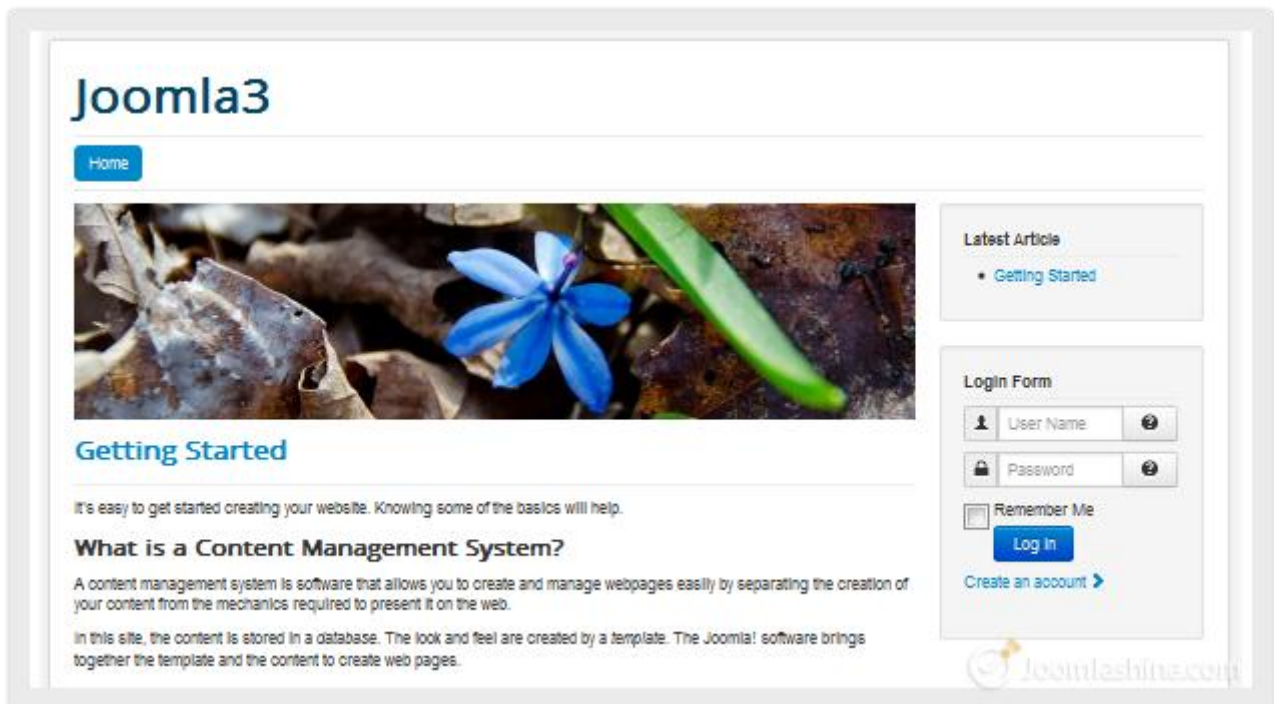 Joomla3
Home
Getting Started
It's easy to get started creating your website. Knowing some of the basics will help.
What is a Content Management System?
A content management system is software that allows you to create and manage webpages easily by separating the creation of
your content from the mechanics required to present it on the web.
In this site, the content is stored in a database. The look and feel are created by a template. The Joomla! software brings
together the template and the content to create web pages.
Latest Article
Getting Started
Login Form
User Name
Password
Remember Me
Log in
Create an account
Joomlashine.com